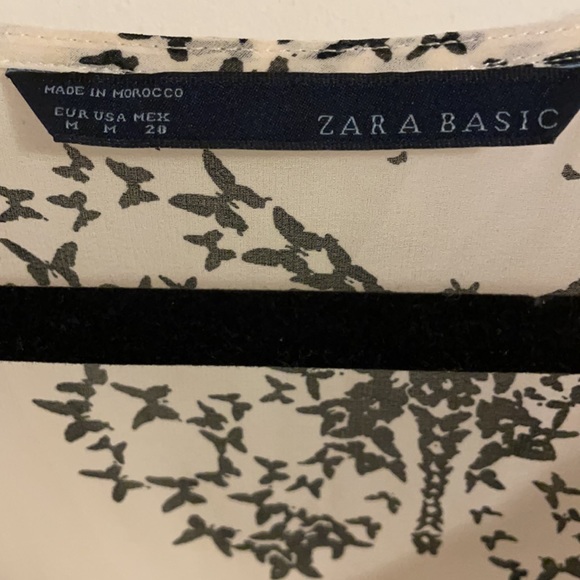 MADE IN MOROCCO
EUR USA MEX
M M 28
ZARA BASIC